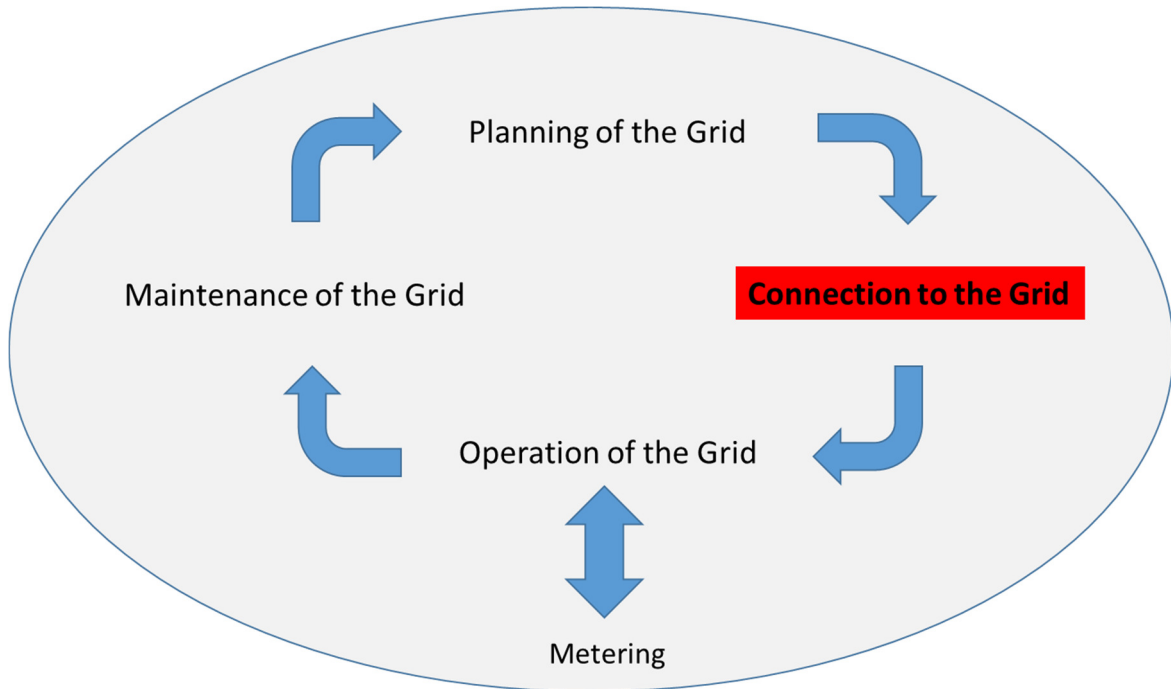 Planning of the Grid
Maintenance of the Grid
Connection to the Grid
Operation of the Grid
Metering